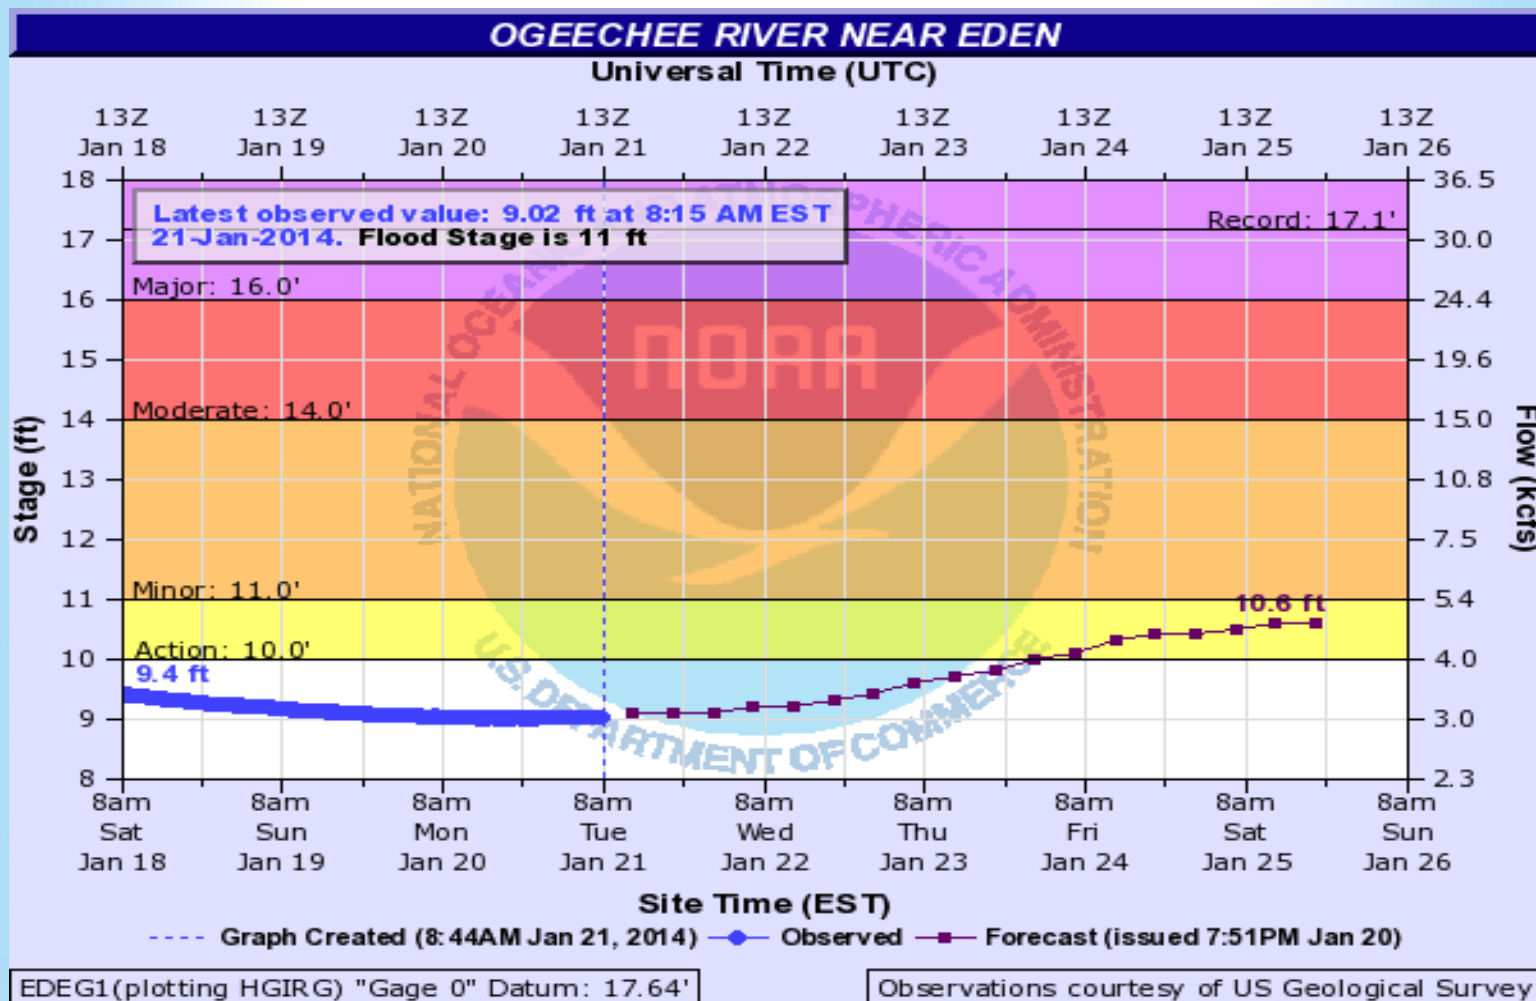 OGEECHEE RIVER NEAR EDEN
Universal Time (UTC)
13Z 13Z 13Z 13Z 13Z 13Z 13Z 13Z 13Z
Jan 18 Jan 19 Jan 20 Jan 21 Jan 22 Jan 23 Jan 24 Jan 25 Jan 26
18 36.5
Latest observed value: 9.02 ft at 8:15 AM EST
21-Jan-2014. Flood Stage is 11 ft
Record: 17.1'
17 30.0
Major: 16.0'
16 24.4
15 19.6
Moderate: 14.0'
14 15.0
13 10.8
12 7.5
Minor: 11.0'
11 5.4
10.6 ft
Action: 10.0'
10 4.0
9.4 ft
9 3.0
8 2.3
Stage (ft)
Flow (kcfs)
NATIONAL OCEANIC AND ATMOSPHERIC ADMINISTRATION
NOAA
U.S. DEPARTMENT OF COMMERCE
8am 8am 8am 8am 8am 8am 8am 8am 8am
Sat Sun Mon Tue Wed Thu Fri Sat Sun
Jan 18 Jan 19 Jan 20 Jan 21 Jan 22 Jan 23 Jan 24 Jan 25 Jan 26
Site Time (EST)
Graph Created (8:44AM Jan 21, 2014) Observed Forecast (issued 7:51PM Jan 20)
EDEG1(plotting HGIRG) "Gage 0" Datum: 17.64'
Observations courtesy of US Geological Survey